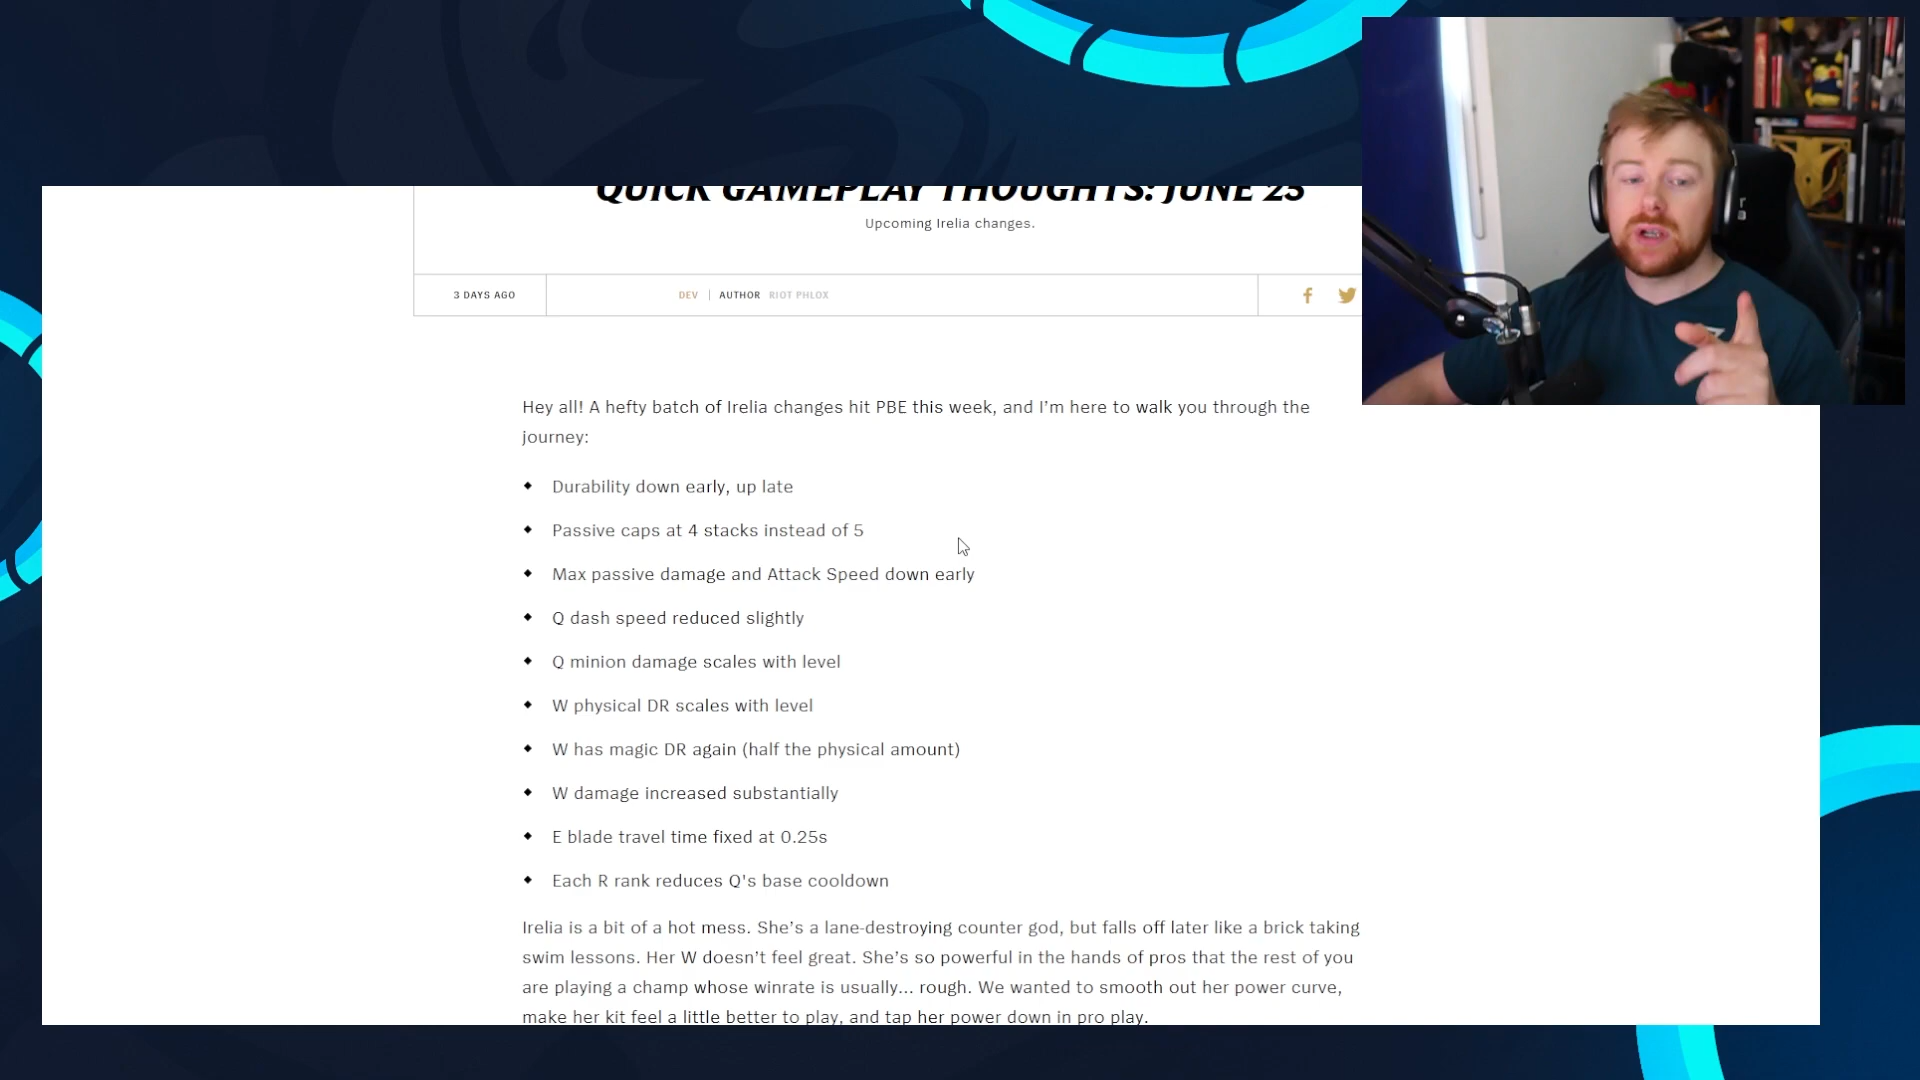 QUICK GAMEPLAY THOUGHTS: JUNE 25
Upcoming Irelia changes.
3 DAYS AGO
DEV | AUTHOR RIOT PHLOX
Hey all! A hefty batch of Irelia changes hit PBE this week, and I’m here to walk you through the
journey:
Durability down early, up late
Passive caps at 4 stacks instead of 5
Max passive damage and Attack Speed down early
Q dash speed reduced slightly
Q minion damage scales with level
W physical DR scales with level
W has magic DR again (half the physical amount)
W damage increased substantially
E blade travel time fixed at 0.25s
Each R rank reduces Q's base cooldown
Irelia is a bit of a hot mess. She’s a lane-destroying counter god, but falls off later like a brick taking
swim lessons. Her W doesn’t feel great. She’s so powerful in the hands of pros that the rest of you
are playing a champ whose winrate is usually... rough. We wanted to smooth out her power curve,
make her kit feel a little better to play, and tap her power down in pro play.